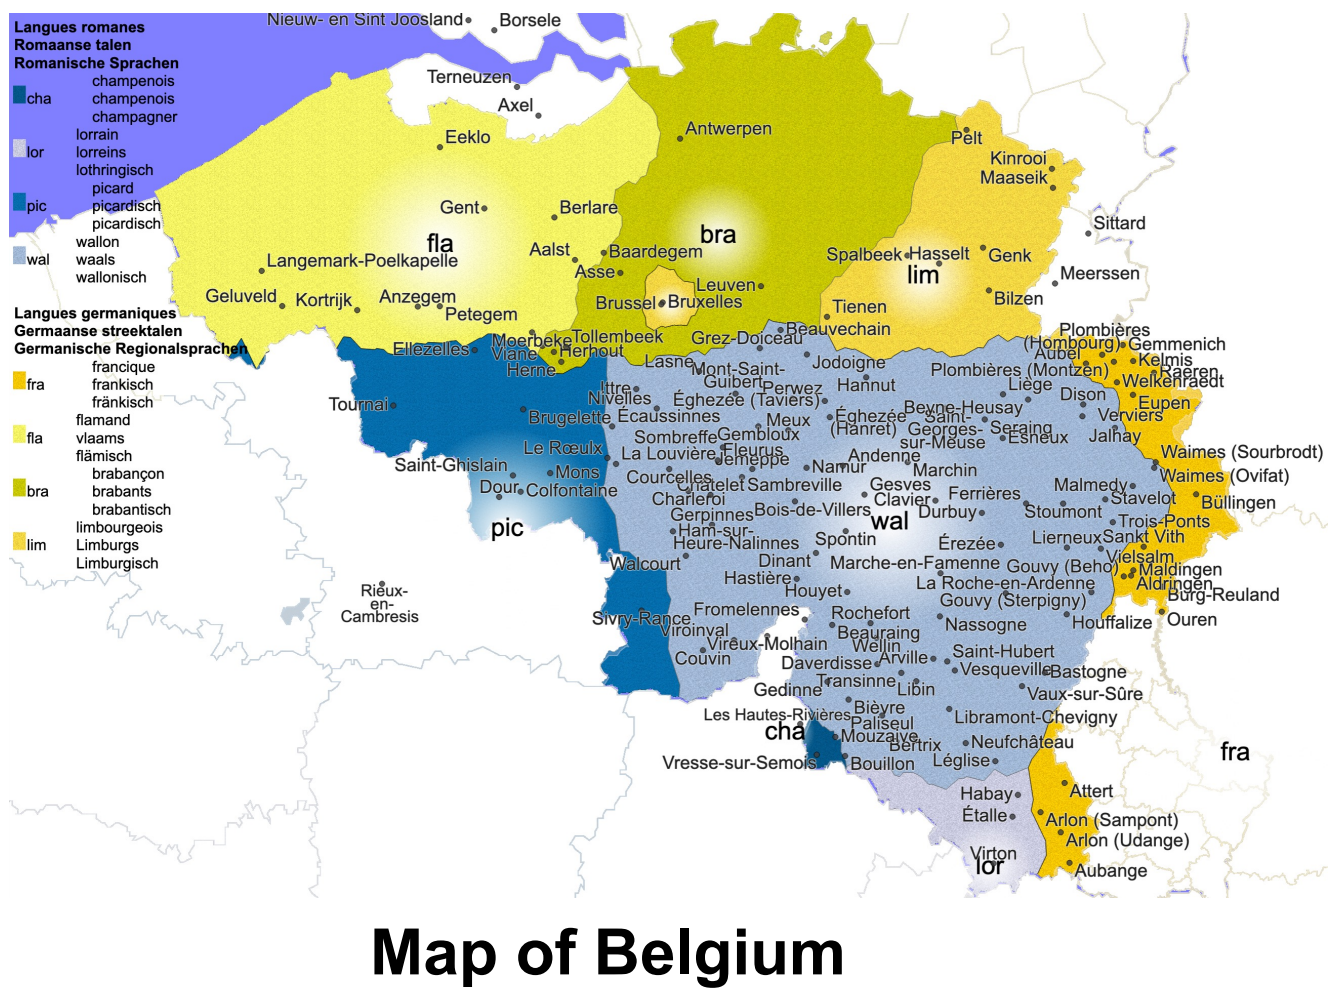 Langues romanes
Romaanse talen
Romanische Sprachen
champenois
cha champenois
champagner
lorrain
lor lorreins
lothringisch
picard
pic picardisch
picardisch
wallon
wal waals
wallonisch
Langues germaniques
Germaanse streektalen
Germanische Regionalsprachen
francique
fra frankisch
fränkisch
flamand
fla vlaams
flämisch
brabançon
bra brabants
brabantisch
limbourgeois
lim Limburgs
Limburgisch
Nieuw- en Sint Joosland
Borsele
Terneuzen
Axel
Eeklo
Antwerpen
Pelt
Kinrooi
Maaseik
Gent
Berlare
fla
bra
Sittard
Aalst
Baardegem
Spalbeek
Hasselt
Genk
Langemark-Poelkapelle
Asse
lim
Meerssen
Leuven
Geluveld
Kortrijk
Anzegem
Petegem
Brussel
Bruxelles
Tienen
Bilzen
Moerbeke
Tollembeek
Viane
Herhout
Herne
Ellezelles
Grez-Doiceau
Beauvechain
Plombières
(Hombourg)
Gemmenich
Aubel
Kelmis
Lasne
Mont-Saint-
Guibert
Jodoigne
Plombières (Montzen)
Raeren
Welkenraedt
Ittre
Nivelles
Perwez
Hannut
Liège
Dison
Eupen
Tournai
Brugelette
Écaussinnes
Éghezée (Taviers)
Meux
Éghezée
(Hanret)
Beyne-Heusay
Saint-
Georges-
sur-Meuse
Seraing
Esneux
Verviers
Jalhay
Le Rœulx
Sombreffe
Gembloux
La Louvière
Fleurus
Jemeppe
Namur
Andenne
Marchin
Waimes (Sourbrodt)
Waimes (Ovifat)
Saint-Ghislain
Mons
Dour
Colfontaine
Courcelles
Châtelet
Sambreville
Charleroi
Gesves
Clavier
Ferrières
Malmedy
Stavelot
Büllingen
pic
Gerpinnes
Bois-de-Villers
wal
Durbuy
Stoumont
Trois-Ponts
Ham-sur-
Heure-Nalinnes
Spontin
Érezée
Lierneux
Sankt Vith
Walcourt
Dinant
Marche-en-Famenne
Gouvy (Beho)
Vielsalm
Maldingen
Hastière
La Roche-en-Ardenne
Aldringen
Rieux-
en-
Cambresis
Houyet
Gouvy (Sterpigny)
Burg-Reuland
Sivry-Rance
Fromelennes
Rochefort
Nassogne
Houffalize
Ouren
Viroinval
Vireux-Molhain
Beauraing
Wellin
Couvin
Daverdisse
Arville
Saint-Hubert
Vesqueville
Bastogne
Gedinne
Transinne
Libin
Vaux-sur-Sûre
Les Hautes-Rivières
Bièvre
Paliseul
Libramont-Chevigny
cha
Mouzaive
Bertrix
Neufchâteau
Vresse-sur-Semois
Bouillon
Léglise
fra
Habay
Attert
Étalle
Arlon (Sampont)
Arlon (Udange)
Virton
lor
Aubange
Map of Belgium